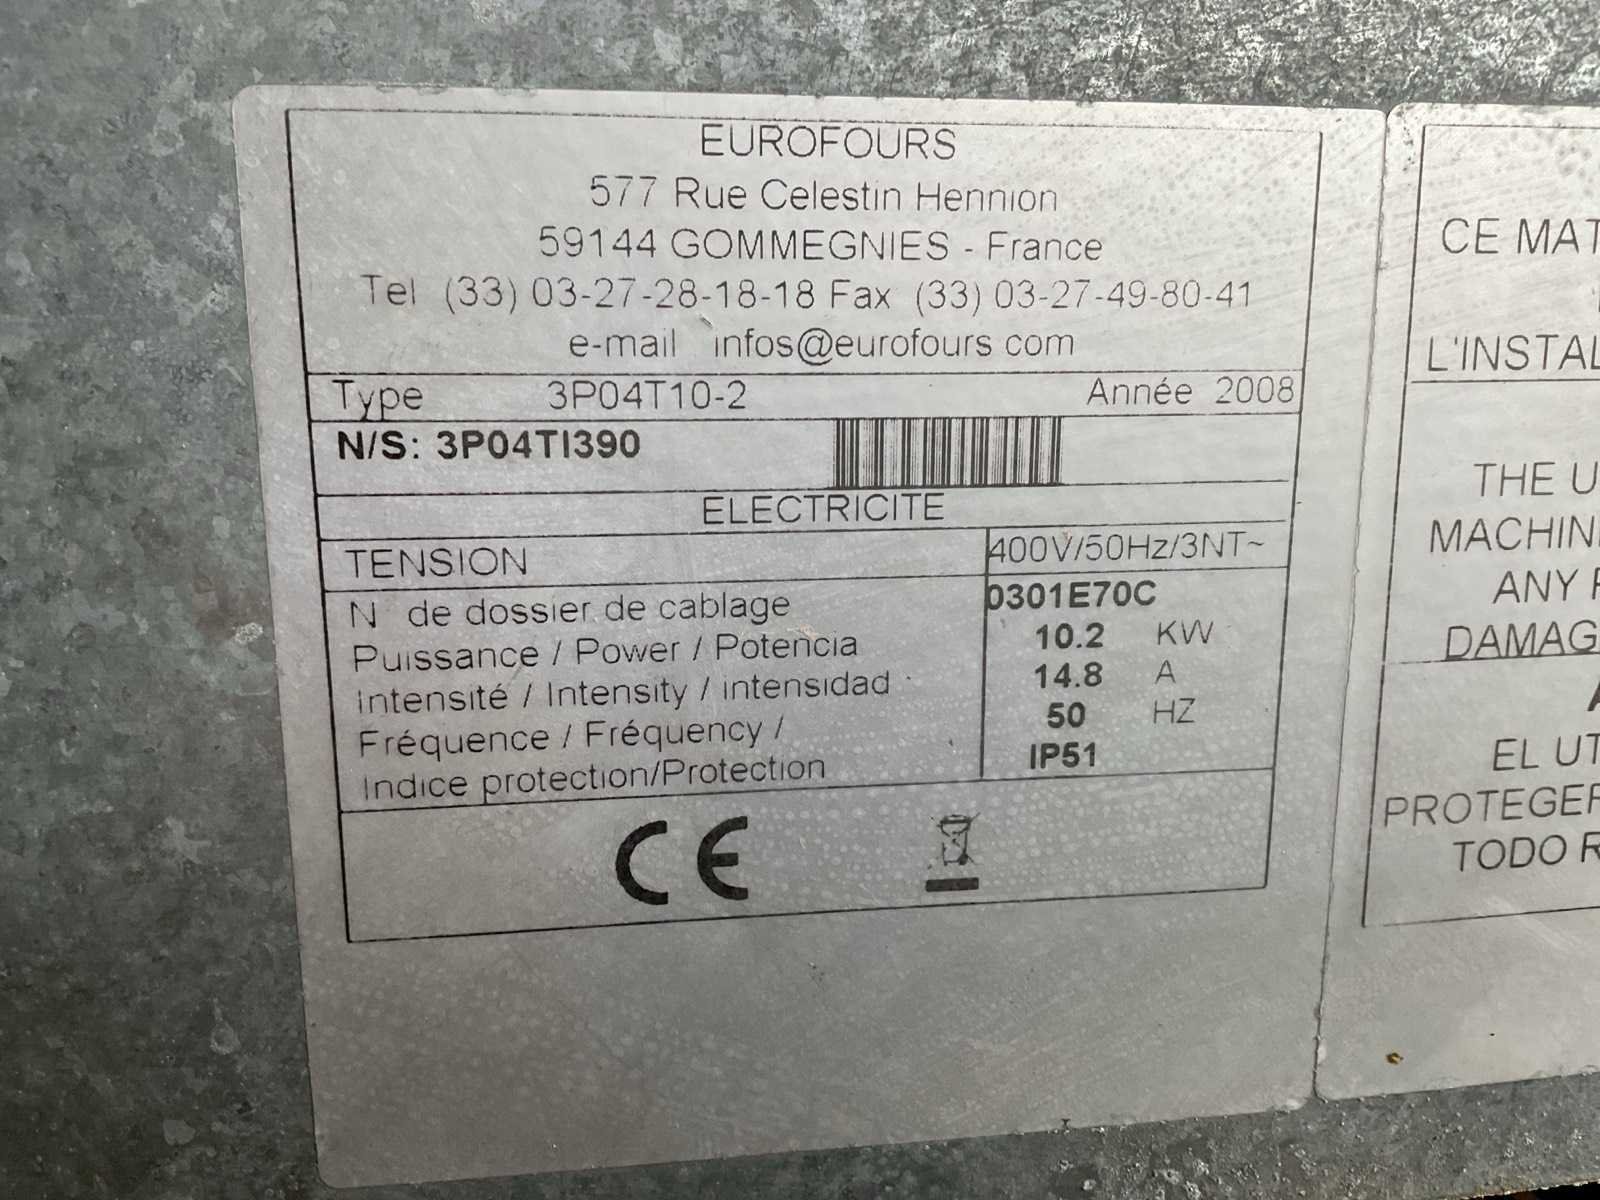 EUROFOURS
577 Rue Celestin Hennion
59144 GOMMEGNIES - France
Tel (33) 03-27-28-18-18 Fax (33) 03-27-49-80-41
e-mail infos@eurofours com
Type 3P04T10-2 Année 2008
N/S: 3P04TI390
ELECTRICITE
TENSION 400V/50Hz/3NT~
N° de dossier de cablage 0301E70C
Puissance / Power / Potencia 10.2 KW
Intensité / Intensity / intensidad 14.8 A
Fréquence / Fréquency / 50 HZ
Indice protection/Protection IP51
CE
CE MAT
L'INSTAL
THE U
MACHIN
ANY
DAMAG
EL UT
PROTEGER
TODO R